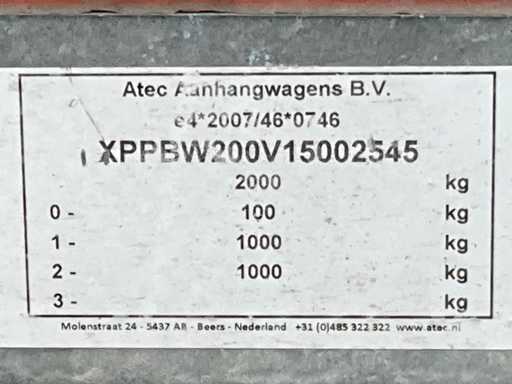 Atec Aanhangwagens B.V.
e4*2007/46*0746
XPPBW200V15002545
2000 kg
0 - 100 kg
1 - 1000 kg
2 - 1000 kg
3 - kg
Molenstraat 24 - 5437 AB - Beers - Nederland +31 (0)485 322 322 www.atec.nl